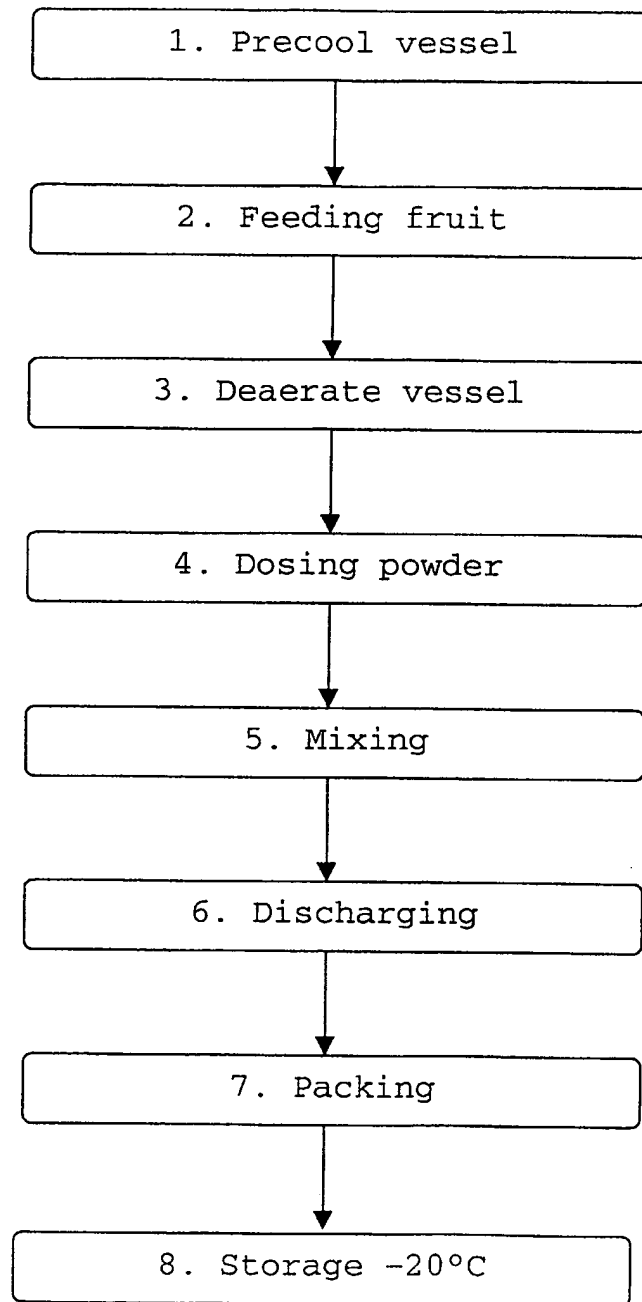 1. Precool vessel
2. Feeding fruit
3. Deaerate vessel
4. Dosing powder
5. Mixing
6. Discharging
7. Packing
8. Storage −20°C